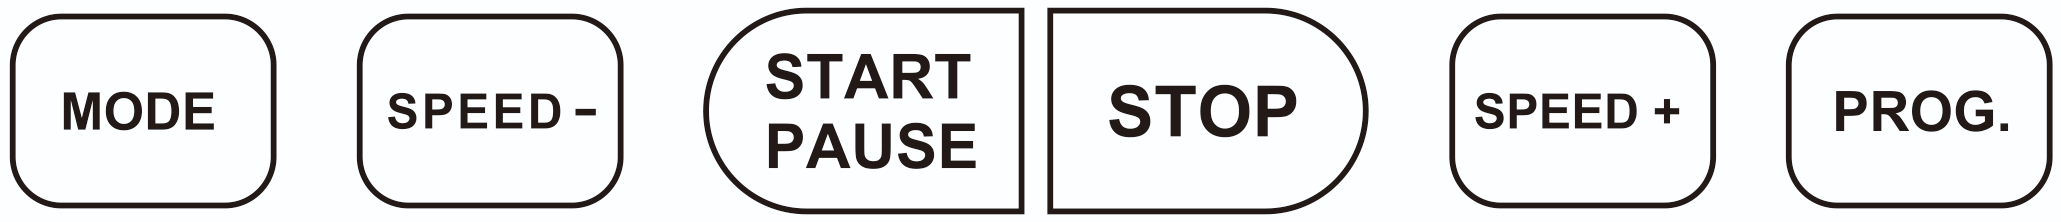 MODE
SPEED -
START
PAUSE
STOP
SPEED +
PROG.